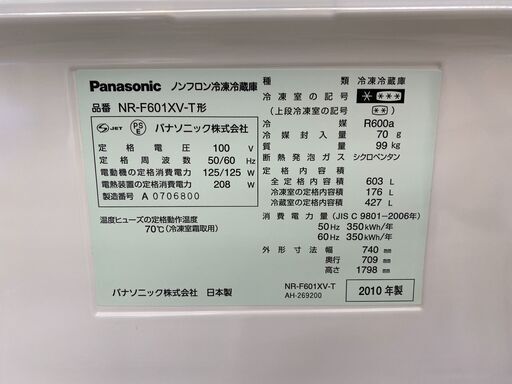 Panasonic ノンフロン冷凍冷蔵庫
品番 NR-F601XV-T形
S JET PS E パナソニック株式会社
定格電圧 100 V
定格周波数 50/60 Hz
電動機の定格消費電力 125/125 W
電熱装置の定格消費電力 208 W
製造番号 A 0706800
温度ヒューズの定格動作温度
70℃(冷凍室霜取用)
パナソニック株式会社 日本製
種類 冷凍冷蔵庫
冷凍室の記号 * ***
(上段冷凍室の記号 **)
冷媒 R600a
冷媒封入量 70 g
質量 99 kg
断熱発泡ガス シクロペンタン
定格内容積
全定格内容積 603 L
冷凍室の定格内容積 176 L
冷蔵室の定格内容積 427 L
消費電力量(JIS C 9801-2006年)
50Hz 350kWh/年
60Hz 350kWh/年
外形寸法 幅 740 mm
奥行 709 mm
高さ 1798 mm
NR-F601XV-T
AH-269200
2010年製